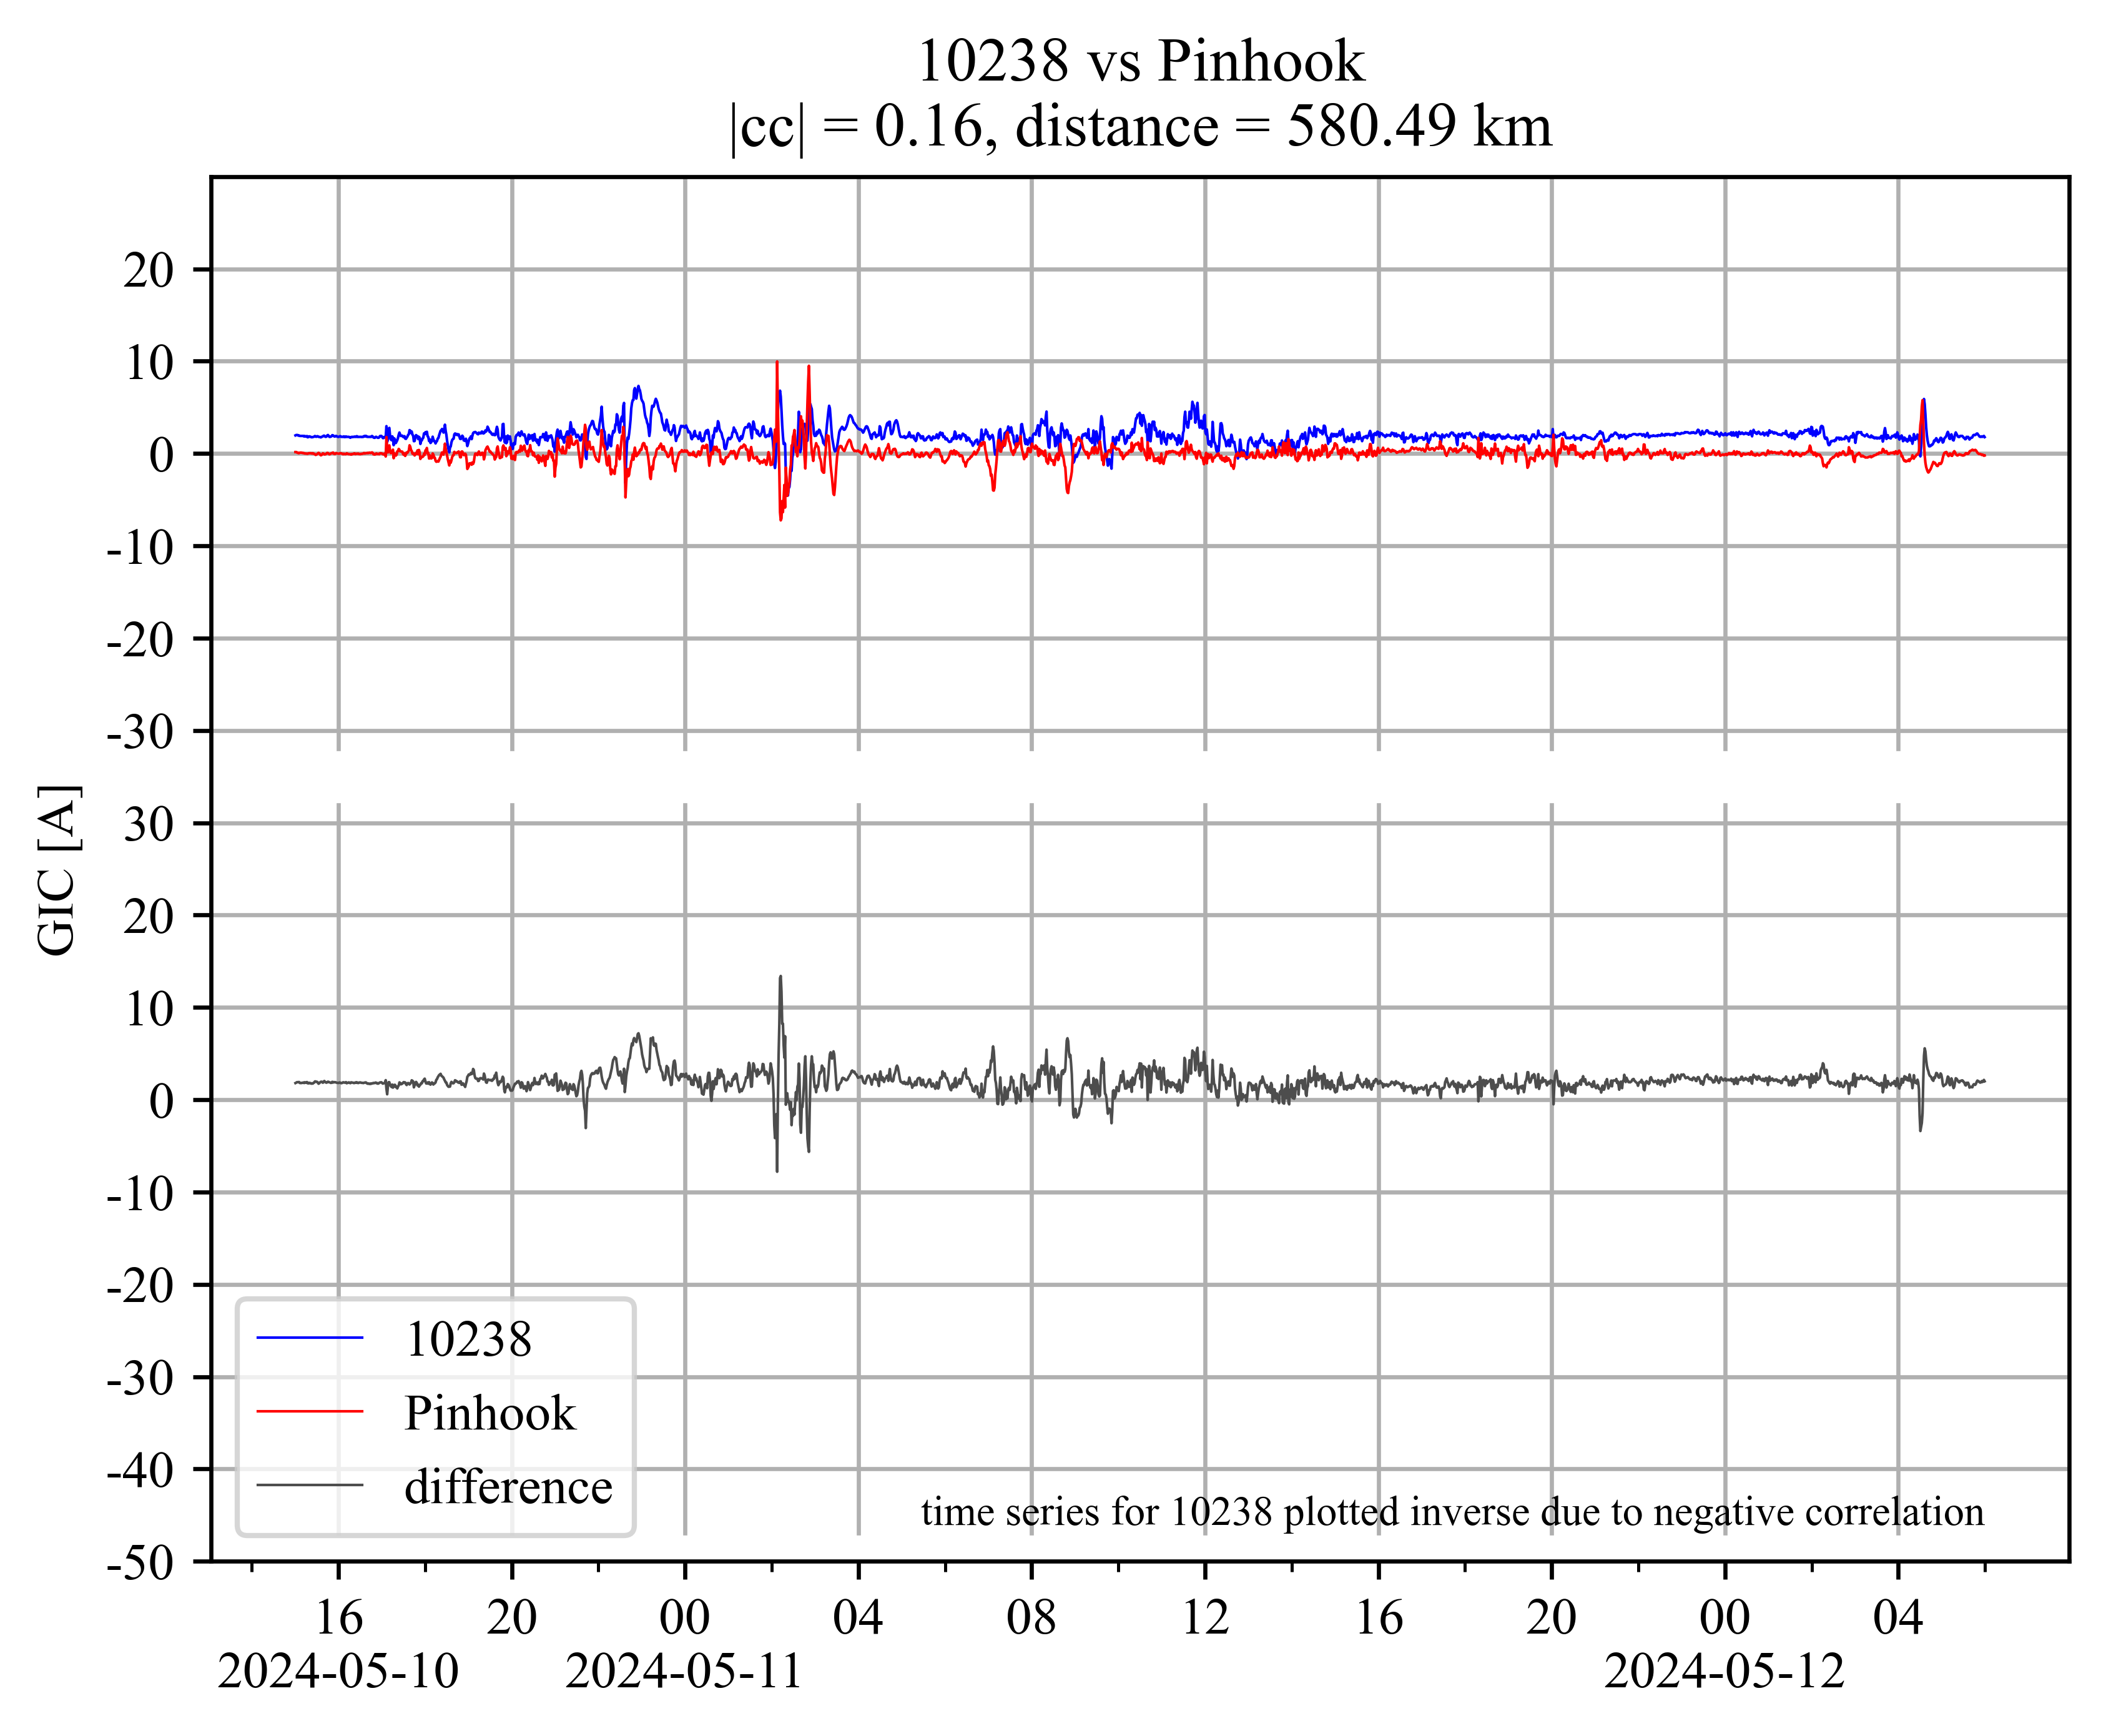 10238 vs Pinhook
|cc| = 0.16, distance = 580.49 km
20
10
0
-10
-20
-30
30
20
10
0
-10
-20
-30
-40
-50
GIC [A]
10238
Pinhook
difference
time series for 10238 plotted inverse due to negative correlation
16 20 00 04 08 12 16 20 00 04
2024-05-10 2024-05-11 2024-05-12